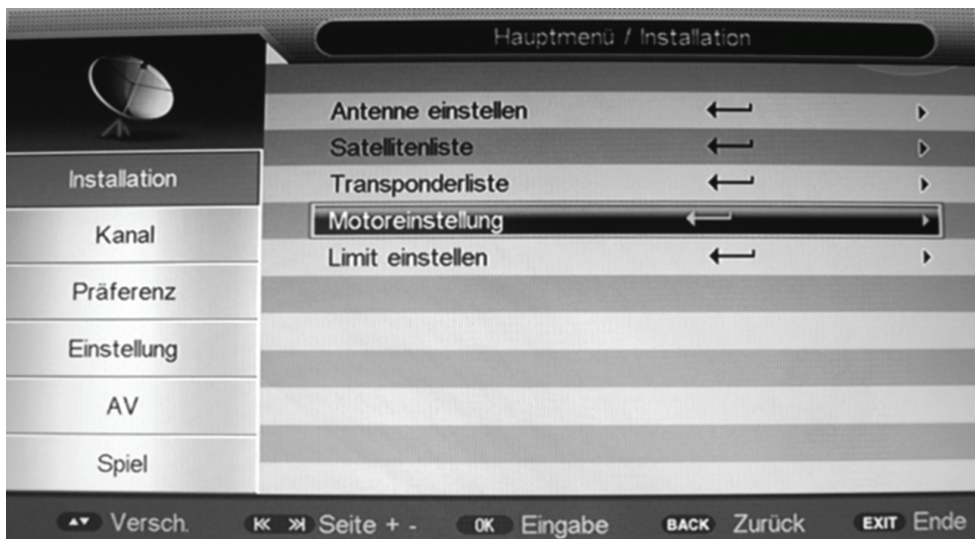 Hauptmenü / Installation
Antenne einstellen
Satellitenliste
Transponderliste
Motoreinstellung
Limit einstellen
Installation
Kanal
Präferenz
Einstellung
AV
Spiel
Versch. Seite + - OK Eingabe BACK Zurück EXIT Ende